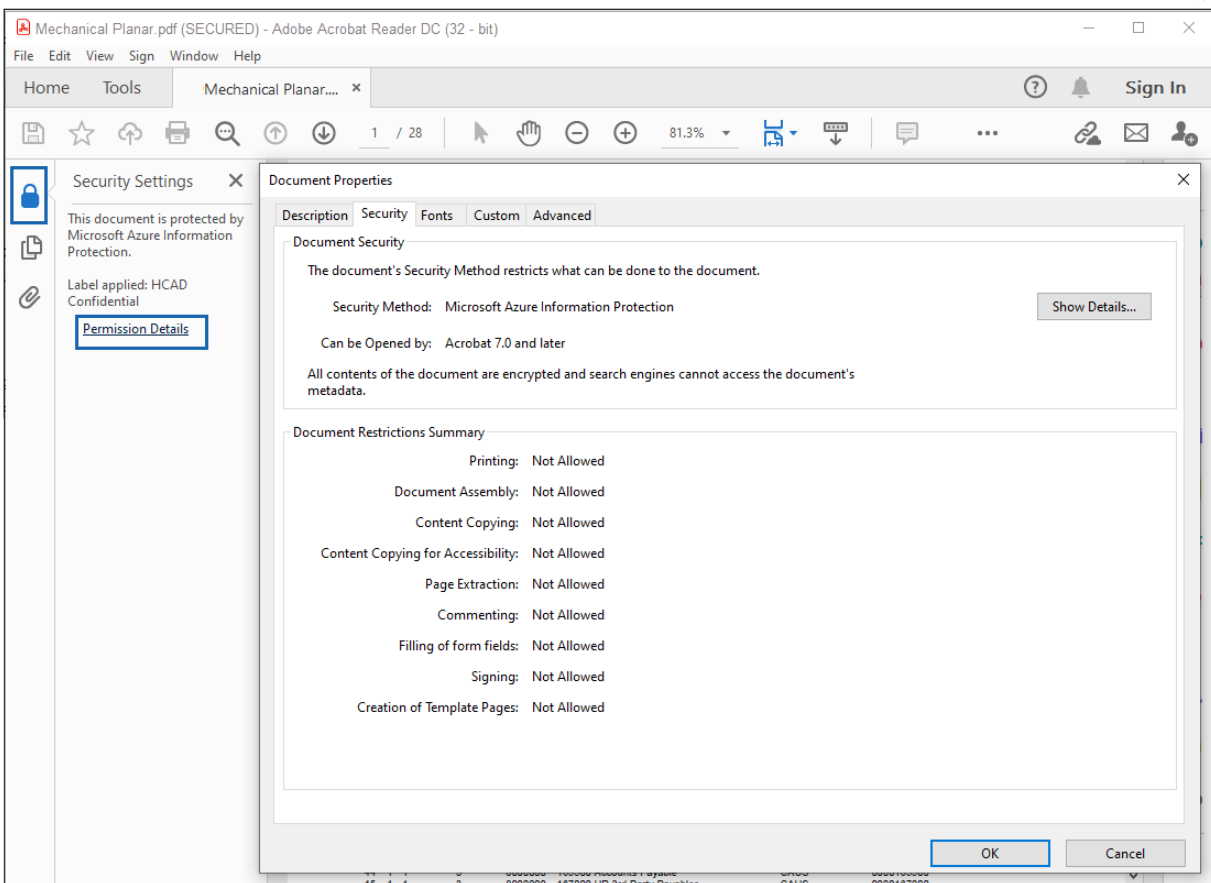 Mechanical Planar.pdf (SECURED) - Adobe Acrobat Reader DC (32 - bit)
File Edit View Sign Window Help
Home Tools Mechanical Planar.... × Sign In
1 / 28 81.3%
Security Settings
This document is protected by
Microsoft Azure Information
Protection.
Label applied: HCAD
Confidential
Permission Details
Document Properties
Description Security Fonts Custom Advanced
Document Security
The document's Security Method restricts what can be done to the document.
Security Method: Microsoft Azure Information Protection
Show Details...
Can be Opened by: Acrobat 7.0 and later
All contents of the document are encrypted and search engines cannot access the document's
metadata.
Document Restrictions Summary
Printing: Not Allowed
Document Assembly: Not Allowed
Content Copying: Not Allowed
Content Copying for Accessibility: Not Allowed
Page Extraction: Not Allowed
Commenting: Not Allowed
Filling of form fields: Not Allowed
Signing: Not Allowed
Creation of Template Pages: Not Allowed
OK Cancel